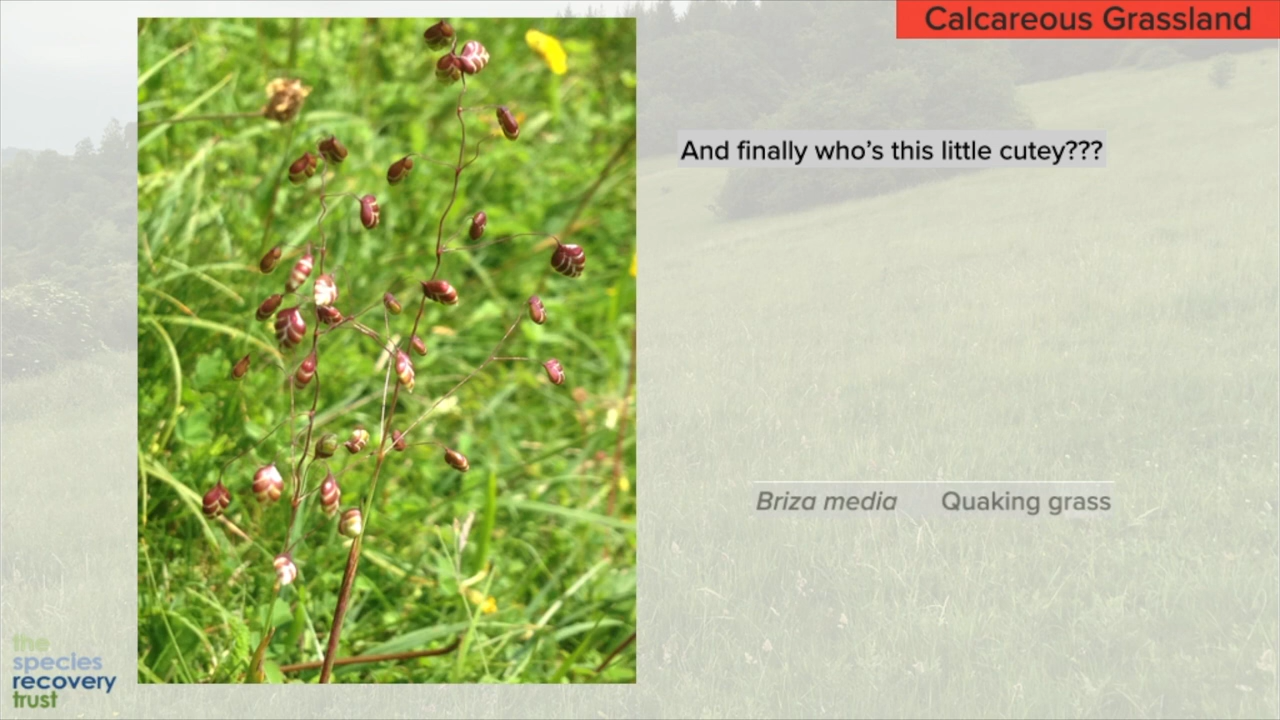 Calcareous Grassland
And finally who's this little cutey???
Briza media Quaking grass
the
species
recovery
trust